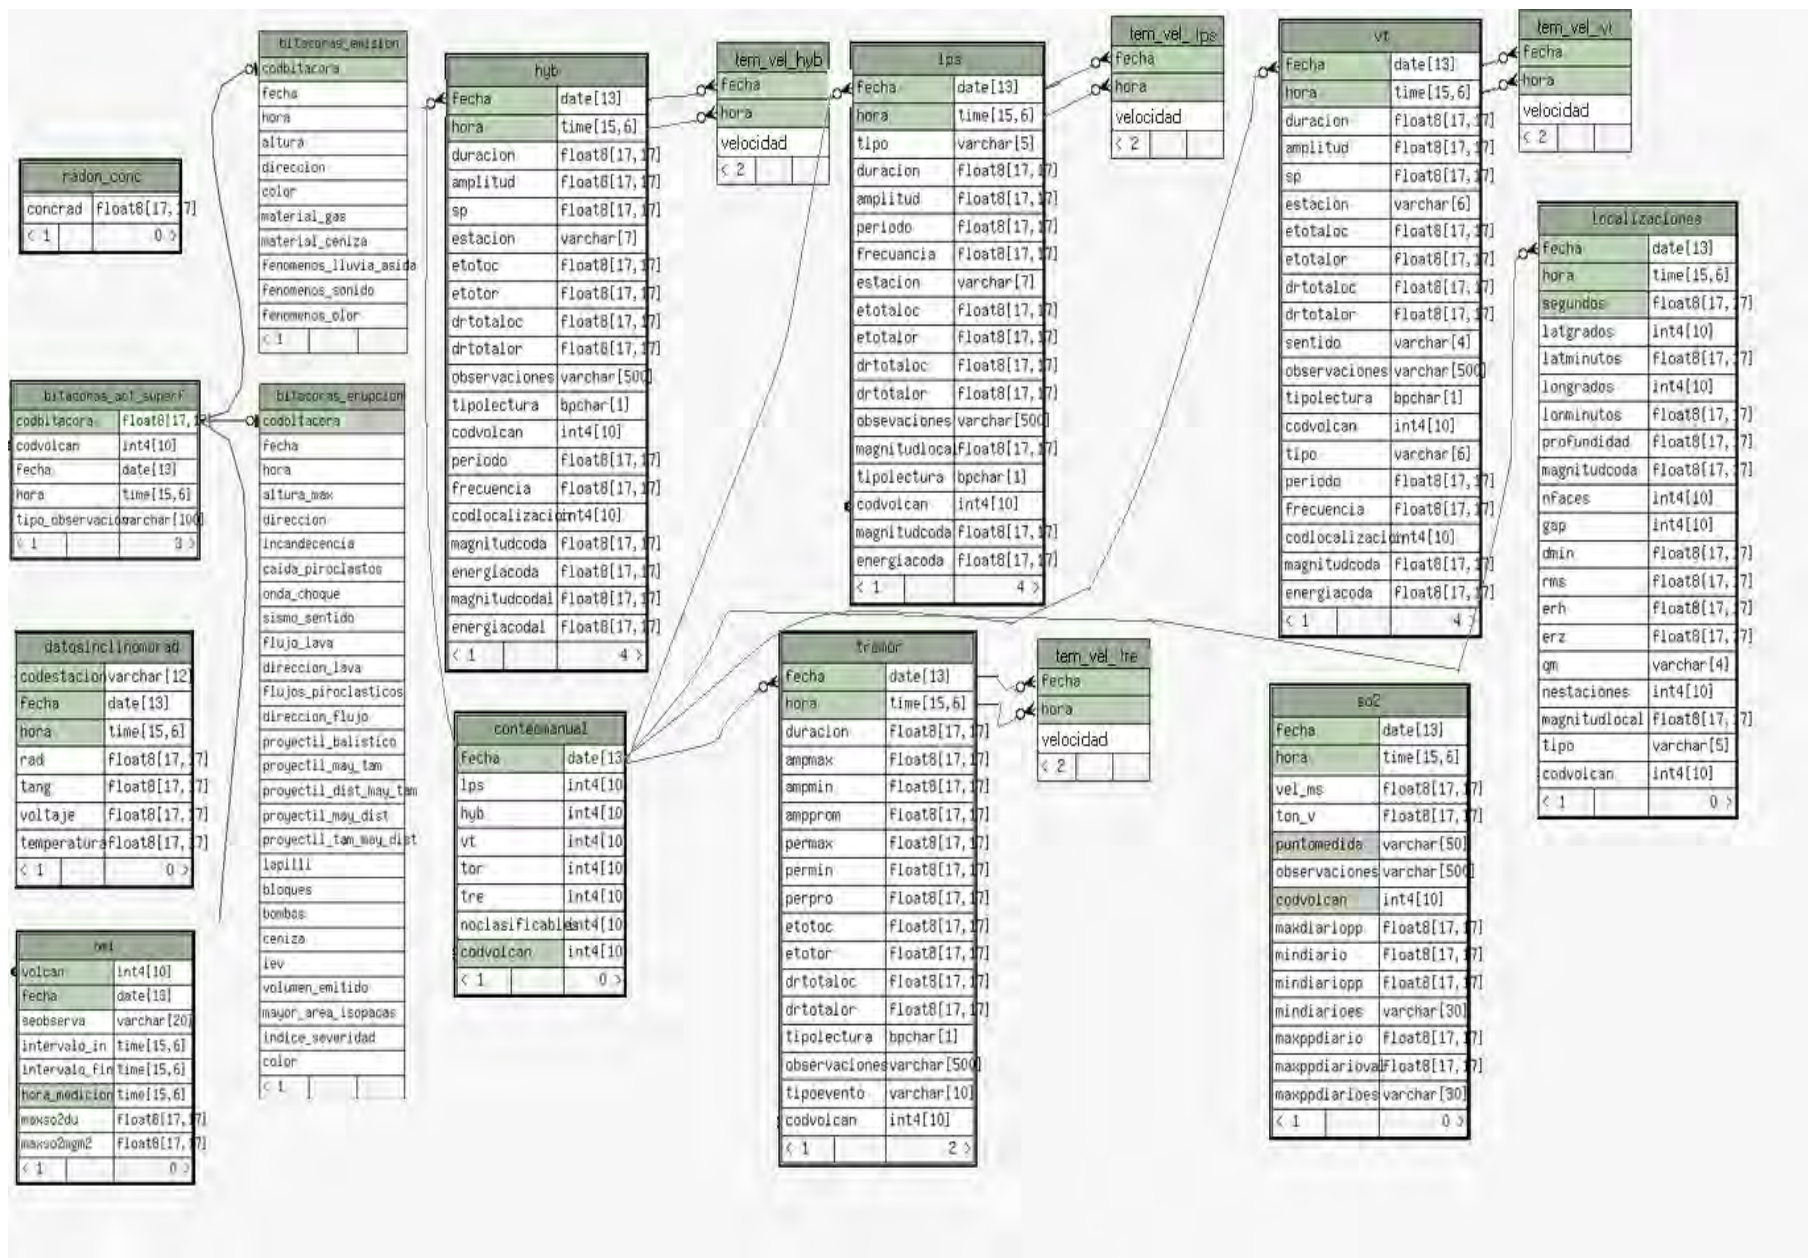 bitacoras_emision
codbitacora
fecha
hora
altura
direccion
color
material_gas
material_ceniza
fenomenos_lluvia_asida
fenomenos_sonido
fenomenos_olor
< 1
hyb
fecha date[13]
hora time[15,6]
duracion float8[17,17]
amplitud float8[17,17]
sp float8[17,17]
estacion varchar[7]
etotoc float8[17,17]
etotor float8[17,17]
drtotaloc float8[17,17]
drtotalor float8[17,17]
observaciones varchar[500]
tipolectura bpchar[1]
codvolcan int4[10]
periodo float8[17,17]
frecuencia float8[17,17]
codlocalizacion int4[10]
magnitudcoda float8[17,17]
energiacoda float8[17,17]
magnitudcodal float8[17,17]
energiacodal float8[17,17]
< 1 4 >
tem_vel_hyb
fecha
hora
velocidad
< 2
lps
fecha date[13]
hora time[15,6]
tipo varchar[5]
duracion float8[17,17]
amplitud float8[17,17]
periodo float8[17,17]
frecuancia float8[17,17]
estacion varchar[7]
etotaloc float8[17,17]
etotalor float8[17,17]
drtotaloc float8[17,17]
drtotalor float8[17,17]
obsevaciones varchar[500]
magnitudlocal float8[17,17]
tipolectura bpchar[1]
codvolcan int4[10]
magnitudcoda float8[17,17]
energiacoda float8[17,17]
< 1 4 >
tem_vel_lps
fecha
hora
velocidad
< 2
vt
fecha date[13]
hora time[15,6]
duracion float8[17,17]
amplitud float8[17,17]
sp float8[17,17]
estacion varchar[6]
etotaloc float8[17,17]
etotalor float8[17,17]
drtotaloc float8[17,17]
drtotalor float8[17,17]
sentido varchar[4]
observaciones varchar[500]
tipolectura bpchar[1]
codvolcan int4[10]
tipo varchar[6]
periodo float8[17,17]
frecuencia float8[17,17]
codlocalizacion int4[10]
magnitudcoda float8[17,17]
energiacoda float8[17,17]
< 1 4 >
tem_vel_vt
fecha
hora
velocidad
< 2
radon_conc
concrad float8[17,17]
< 1 0 >
localizaciones
fecha date[13]
hora time[15,6]
segundos float8[17,17]
latgrados int4[10]
latminutos float8[17,17]
longrados int4[10]
lonminutos float8[17,17]
profundidad float8[17,17]
magnitudcoda float8[17,17]
nfaces int4[10]
gap int4[10]
dmin float8[17,17]
rms float8[17,17]
erh float8[17,17]
erz float8[17,17]
qm varchar[4]
nestaciones int4[10]
magnitudlocal float8[17,17]
tipo varchar[5]
codvolcan int4[10]
< 1 0 >
bitacoras_act_superf
codbitacora float8[17,17]
codvolcan int4[10]
fecha date[13]
hora time[15,6]
tipo_observacio varchar[100]
< 1 3 >
bitacoras_erupcion
codbitacora
fecha
hora
altura_max
direccion
incandecencia
caida_piroclastos
onda_choque
sismo_sentido
flujo_lava
direccion_lava
flujos_piroclasticos
direccion_flujo
proyectil_balistico
proyectil_may_tam
proyectil_dist_may_tam
proyectil_may_dist
proyectil_tam_may_dist
lapilli
bloques
bombas
ceniza
iev
volumen_emitido
mayor_area_isopacas
indice_severidad
color
< 1
datosinclinomrad
codestacion varchar[12]
fecha date[13]
hora time[15,6]
rad float8[17,17]
tang float8[17,17]
voltaje float8[17,17]
temperatura float8[17,17]
< 1 0 >
conteomanual
fecha date[13
lps int4[10
hyb int4[10
vt int4[10
tor int4[10
tre int4[10
noclasificables int4[10
codvolcan int4[10
< 1 0 >
tremor
fecha date[13]
hora time[15,6]
duracion float8[17,17]
ampmax float8[17,17]
ampmin float8[17,17]
ampprom float8[17,17]
permax float8[17,17]
permin float8[17,17]
perpro float8[17,17]
etotoc float8[17,17]
etotor float8[17,17]
drtotaloc float8[17,17]
drtotalor float8[17,17]
tipolectura bpchar[1]
observaciones varchar[500]
tipoevento varchar[10]
codvolcan int4[10]
< 1 2 >
tem_vel_tre
fecha
hora
velocidad
< 2
so2
fecha date[13]
hora time[15,6]
vel_ms float8[17,17]
ton_v float8[17,17]
puntomedida varchar[50]
observaciones varchar[500]
codvolcan int4[10]
maxdiariopp float8[17,17]
mindiario float8[17,17]
mindiariopp float8[17,17]
mindiarioes varchar[30]
maxppdiario float8[17,17]
maxppdiarioval float8[17,17]
maxppdiarioes varchar[30]
< 1 0 >
omi
volcan int4[10]
fecha date[13]
seobserva varchar[20]
intervalo_in time[15,6]
intervalo_fin time[15,6]
hora_medicion time[15,6]
maxso2du float8[17,17]
maxso2mgm2 float8[17,17]
< 1 0 >